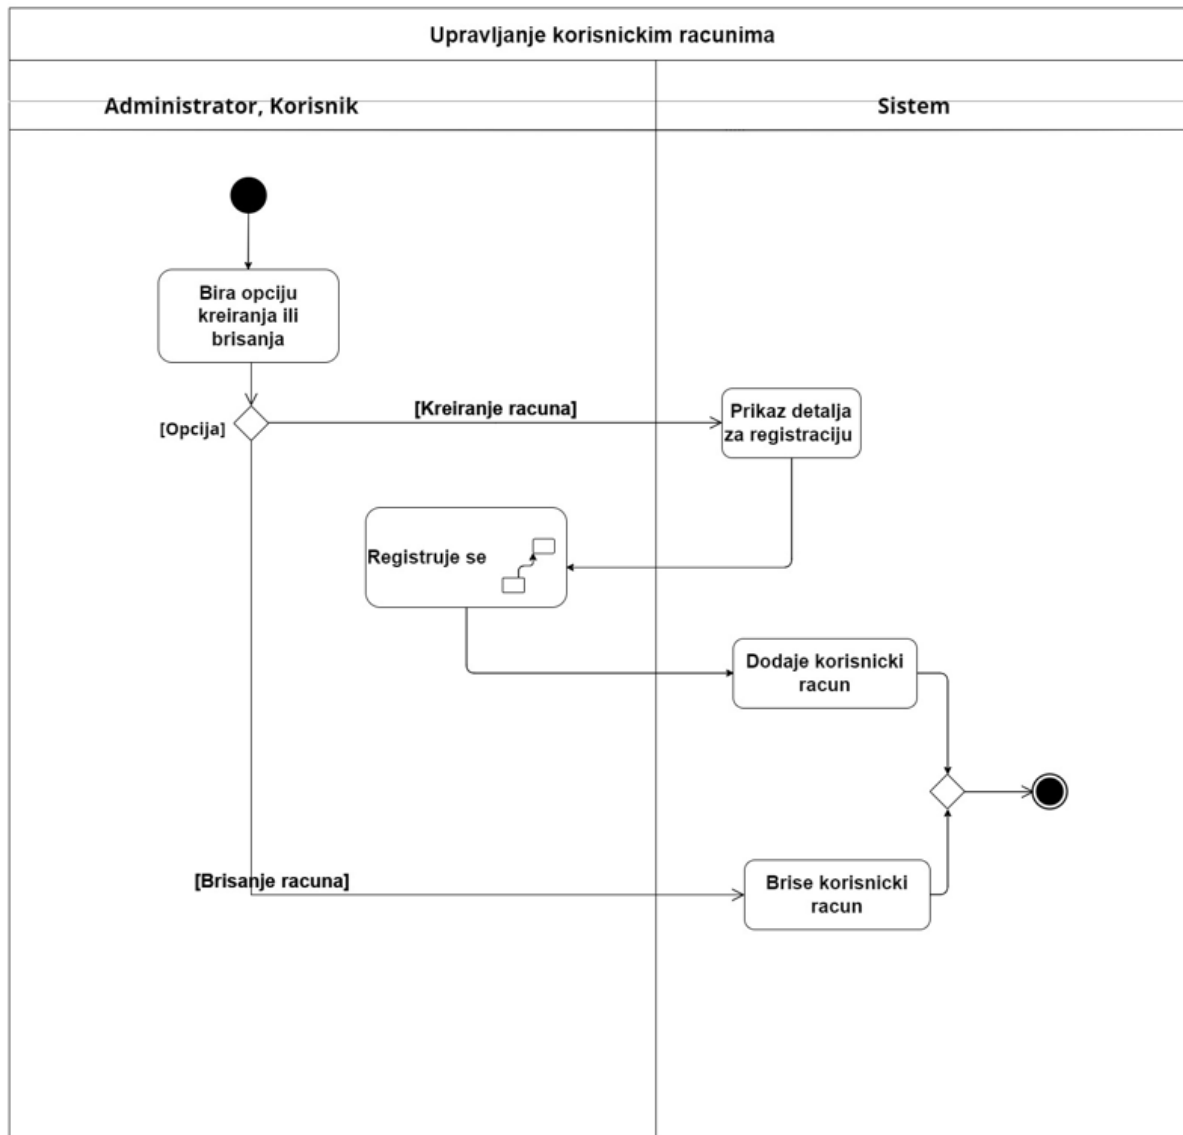 Upravljanje korisnickim racunima
Administrator, Korisnik
Sistem
Bira opciju
kreiranja ili
brisanja
[Opcija]
[Kreiranje racuna]
Prikaz detalja
za registraciju
Registruje se
Dodaje korisnicki
racun
[Brisanje racuna]
Brise korisnicki
racun